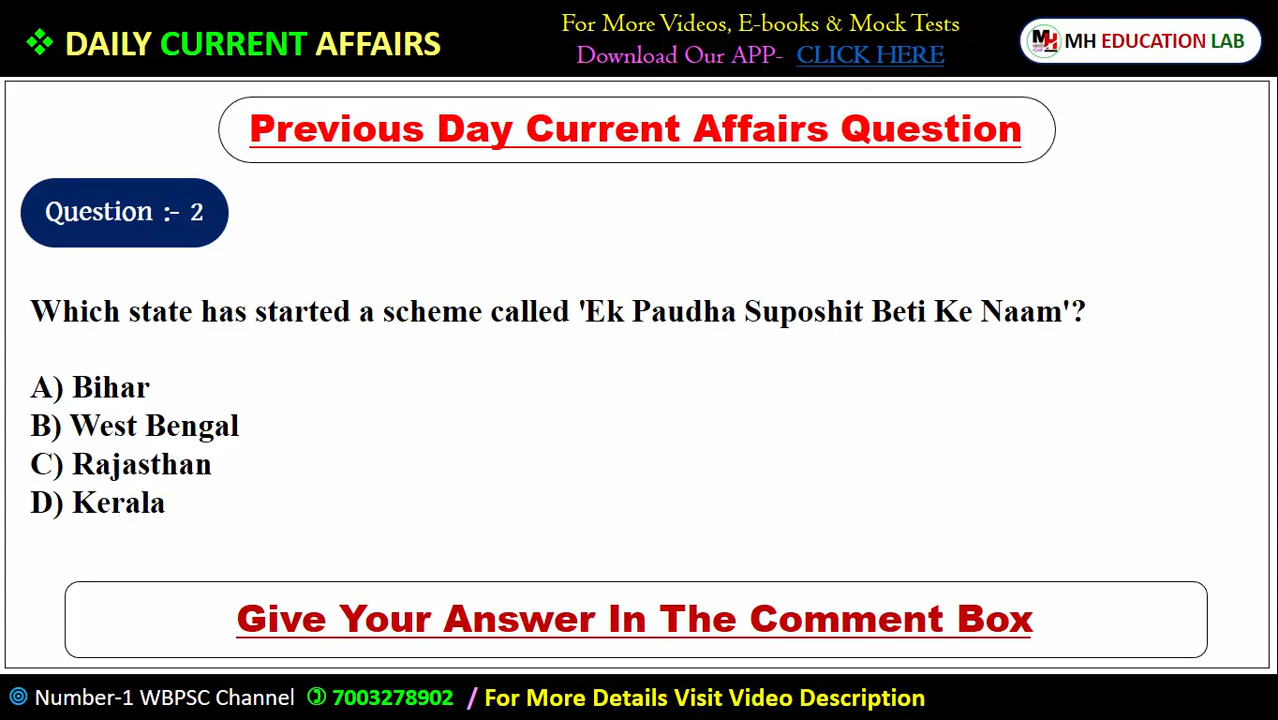 ❖ DAILY CURRENT AFFAIRS
For More Videos, E-books & Mock Tests
Download Our APP- CLICK HERE
MH EDUCATION LAB
Previous Day Current Affairs Question
Question :- 2
Which state has started a scheme called 'Ek Paudha Suposhit Beti Ke Naam'?
A) Bihar
B) West Bengal
C) Rajasthan
D) Kerala
Give Your Answer In The Comment Box
Number-1 WBPSC Channel 7003278902 / For More Details Visit Video Description